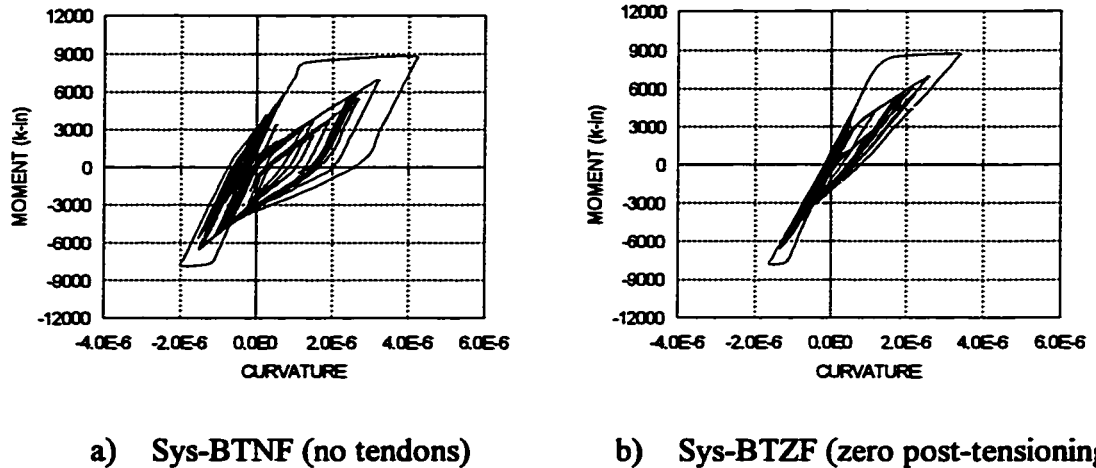 12000
9000
6000
3000
0
-3000
-6000
-9000
-12000
MOMENT (k-in)
-4.0E-6 -2.0E-6 0.0E0 2.0E-6 4.0E-6 6.0E-6
CURVATURE
12000
9000
6000
3000
0
-3000
-6000
-9000
-12000
MOMENT (k-in)
-4.0E-6 -2.0E-6 0.0E0 2.0E-6 4.0E-6 6.0E-6
CURVATURE
a) Sys-BTNF (no tendons)
b) Sys-BTZF (zero post-tensioning